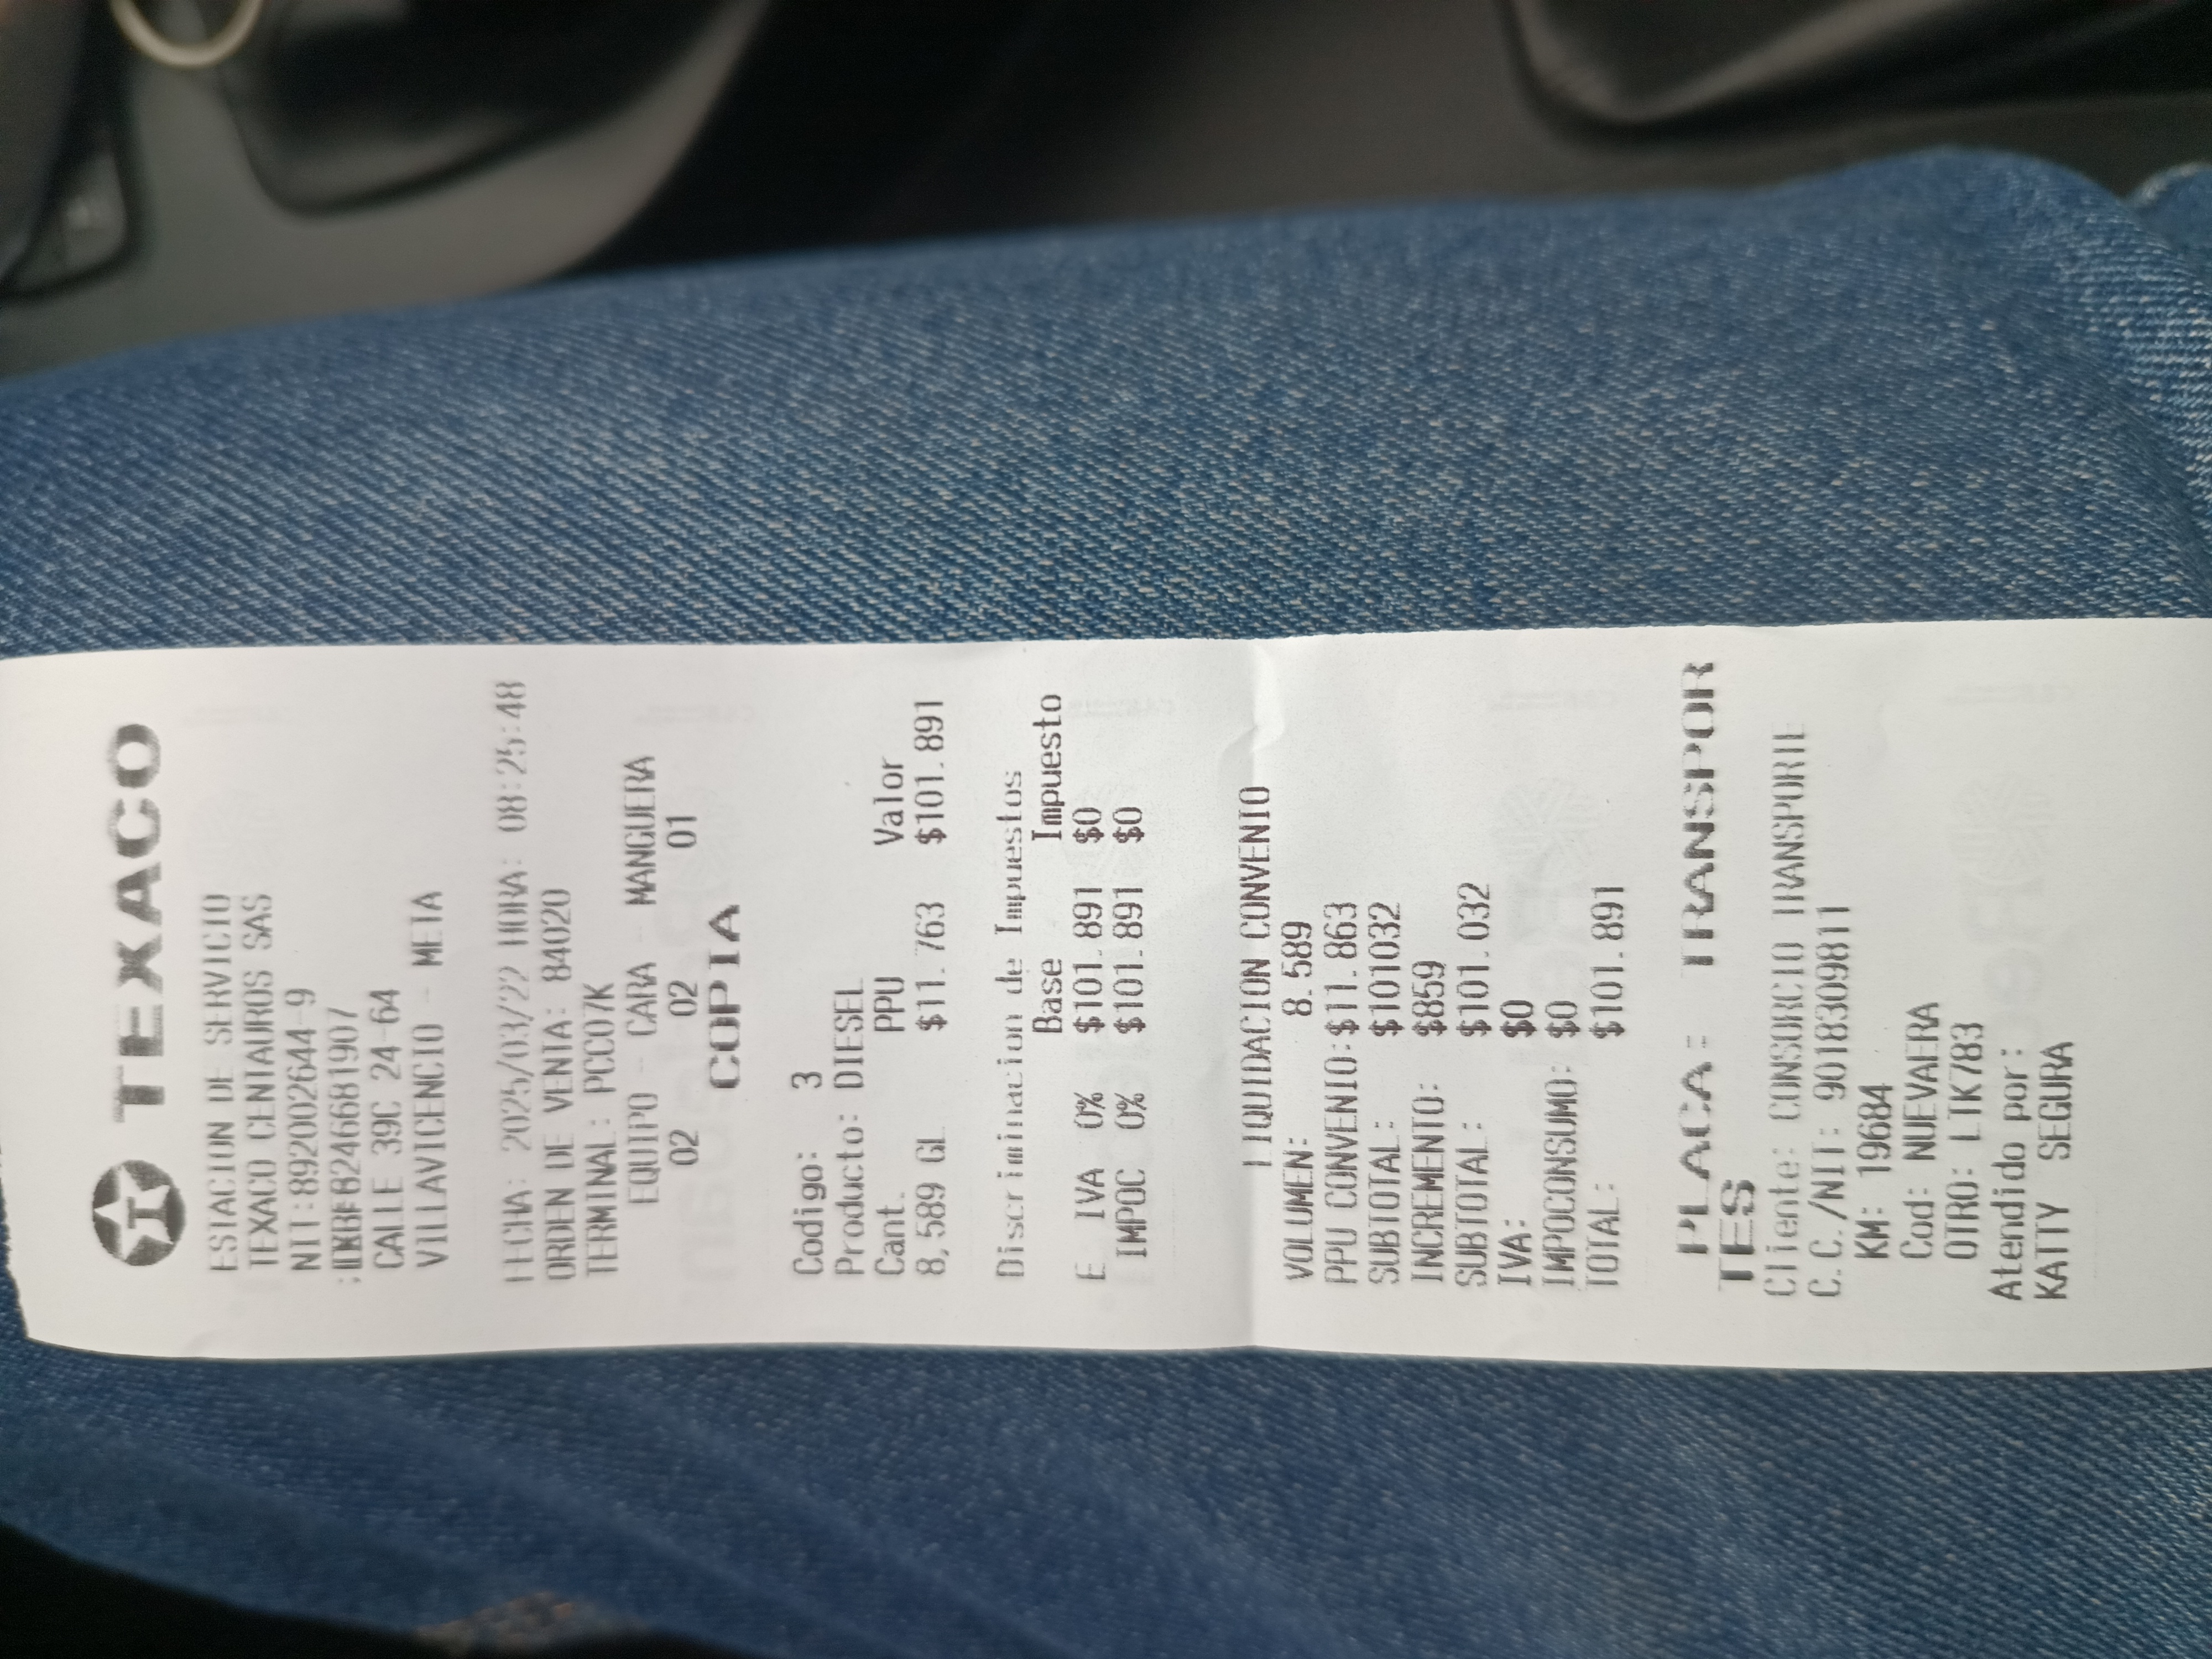 TEXACO
ESTACION DE SERVICIO
TEXACO CENTAUROS SAS
NIT:892002644-9
6824668 1907
CALLE 39C 24-64
VILLAVICENCIO - META
FECHA: 2025/03/22 HORA: 08:25:48
ORDEN DE VENTA: 84020
TERMINAL: PCC07K
EQUIPO - CARA - MANGUERA
02 02 01
COPIA
Codigo: 3
Producto: DIESEL
Cant. PPU Valor
8,589 GL $11.763 $101.891
Discriminacion de Impuestos
Base Impuesto
E IVA 0% $101.891 $0
IMPOC 0% $101.891 $0
LIQUIDACION CONVENIO
VOLUMEN: 8.589
PPU CONVENIO:$11.863
SUBTOTAL: $101032
INCREMENTO: $859
SUBTOTAL: $101.032
IVA: $0
IMPOCONSUMO: $0
TOTAL: $101.891
PLACA: TRANSPOR
TES
Cliente: CONSORCIO TRANSPORTE
C.C./NIT: 9018309811
KM: 19684
Cod: NUEVAERA
OTRO: LTK783
Atendido por:
KATTY SEGURA